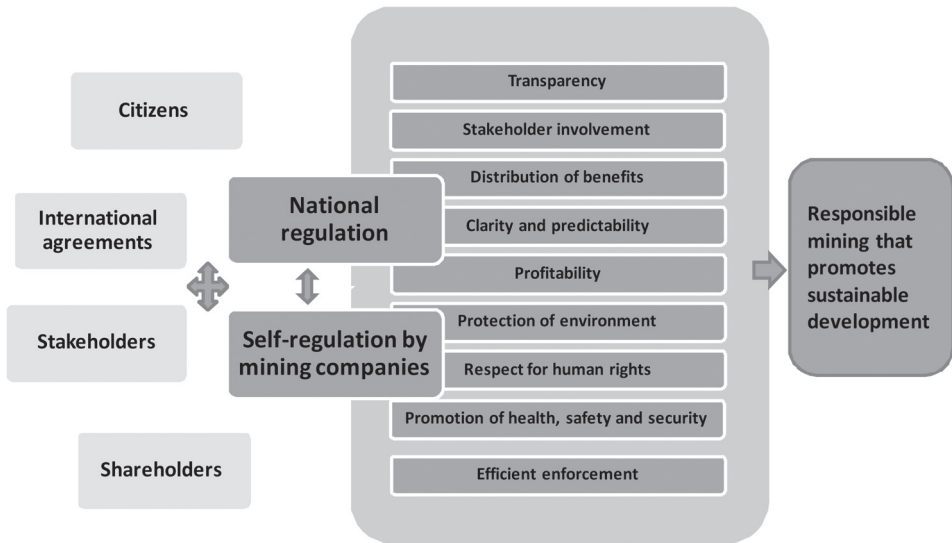 Citizens
International
agreements
Stakeholders
Shareholders
National
regulation
Self-regulation by
mining companies
Transparency
Stakeholder involvement
Distribution of benefits
Clarity and predictability
Profitability
Protection of environment
Respect for human rights
Promotion of health, safety and security
Efficient enforcement
Responsible
mining that
promotes
sustainable
development